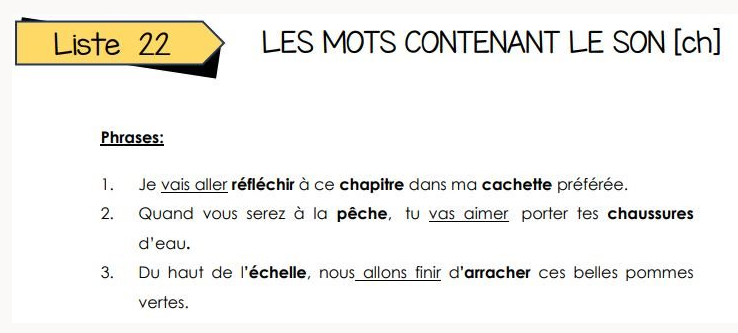 Liste 22
LES MOTS CONTENANT LE SON [ch]
Phrases:
1. Je vais aller réfléchir à ce chapitre dans ma cachette préférée.
2. Quand vous serez à la pêche, tu vas aimer porter tes chaussures
d'eau.
3. Du haut de l'échelle, nous allons finir d'arracher ces belles pommes
vertes.